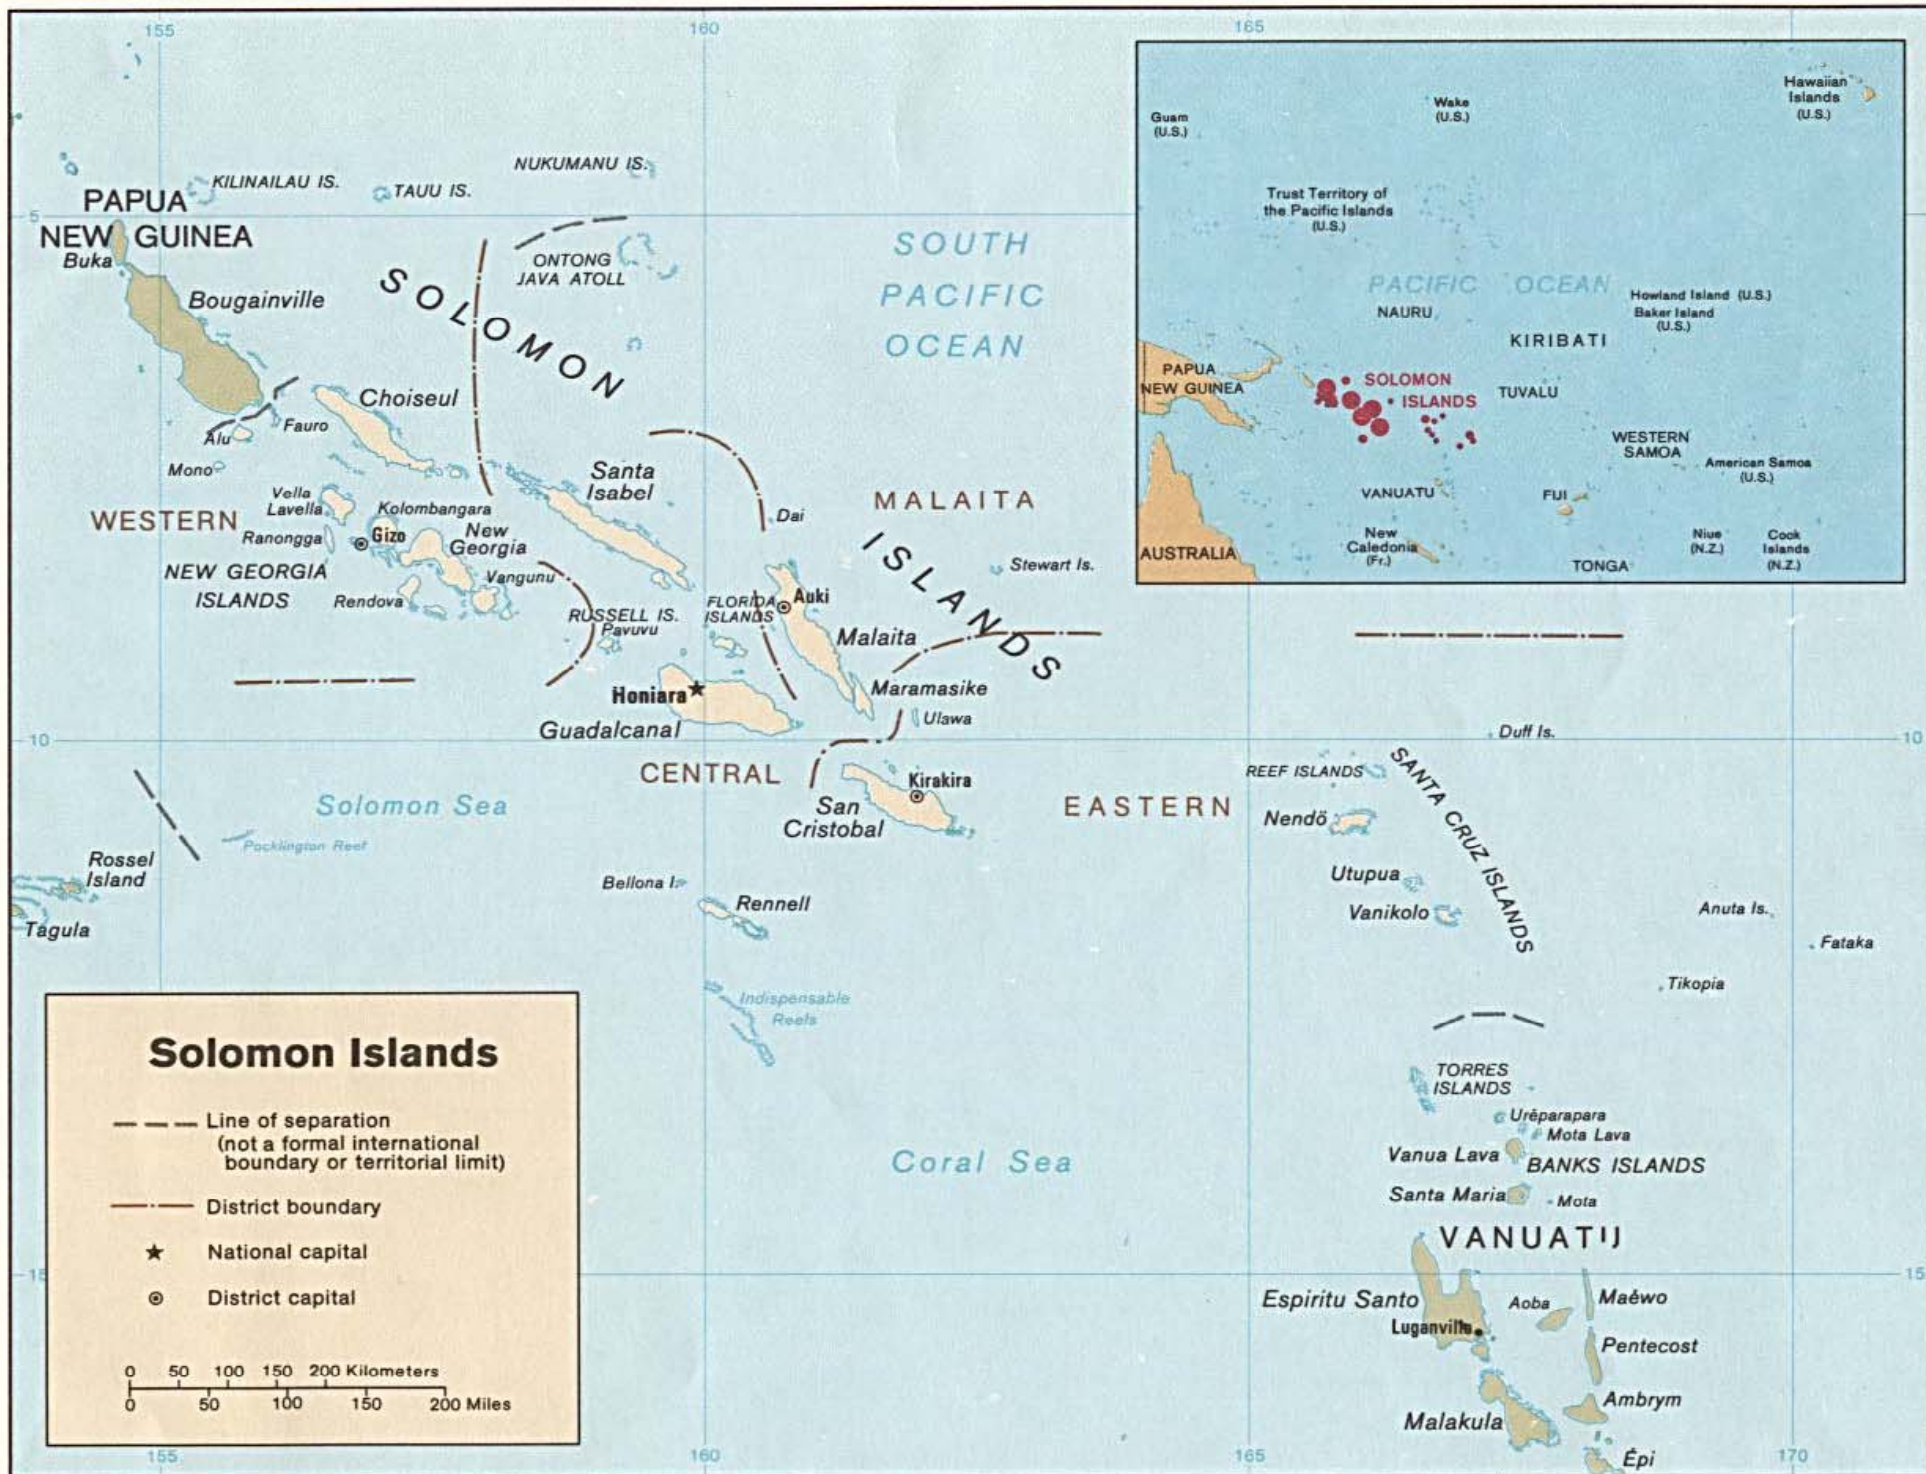 155
160
165
Hawaiian
Islands
(U.S.)
Wake
(U.S.)
Guam
(U.S.)
Trust Territory of
the Pacific Islands
(U.S.)
PACIFIC OCEAN
NAURU
Howland Island (U.S.)
Baker Island
(U.S.)
KIRIBATI
PAPUA
NEW GUINEA
SOLOMON
ISLANDS
TUVALU
WESTERN
SAMOA
American Samoa
(U.S.)
VANUATU
FIJI
AUSTRALIA
New
Caledonia
(Fr.)
TONGA
Niue
(N.Z.)
Cook
Islands
(N.Z.)
NUKUMANU IS.
KILINAILAU IS.
TAUU IS.
PAPUA
NEW GUINEA
5
Buka
Bougainville
ONTONG
JAVA ATOLL
SOUTH
PACIFIC
OCEAN
SOLOMON
ISLANDS
Choiseul
Fauro
Alu
Mono
Santa
Isabel
Vella
Lavella
Kolombangara
WESTERN
MALAITA
Dai
Ranongga
Gizo
New
Georgia
NEW GEORGIA
ISLANDS
Vangunu
Rendova
Stewart Is.
RUSSELL IS.
Pavuvu
FLORIDA
ISLANDS
Auki
Malaita
Honiara
Guadalcanal
Maramasike
Ulawa
10
10
Duff Is.
CENTRAL
Kirakira
San
Cristobal
EASTERN
REEF ISLANDS
SANTA CRUZ ISLANDS
Nendö
Solomon Sea
Pocklington Reef
Rossel
Island
Tagula
Bellona I.
Rennell
Utupua
Vanikolo
Anuta Is.
Fataka
Tikopia
Indispensable
Reefs
TORRES
ISLANDS
Uréparapara
Mota Lava
Vanua Lava
BANKS ISLANDS
Santa Maria
Mota
Coral Sea
VANUATU
15
15
Espiritu Santo
Luganville
Aoba
Maéwo
Pentecost
Ambrym
Malakula
Épi
Solomon Islands
Line of separation
(not a formal international
boundary or territorial limit)
District boundary
National capital
District capital
0 50 100 150 200 Kilometers
0 50 100 150 200 Miles
155
160
165
170